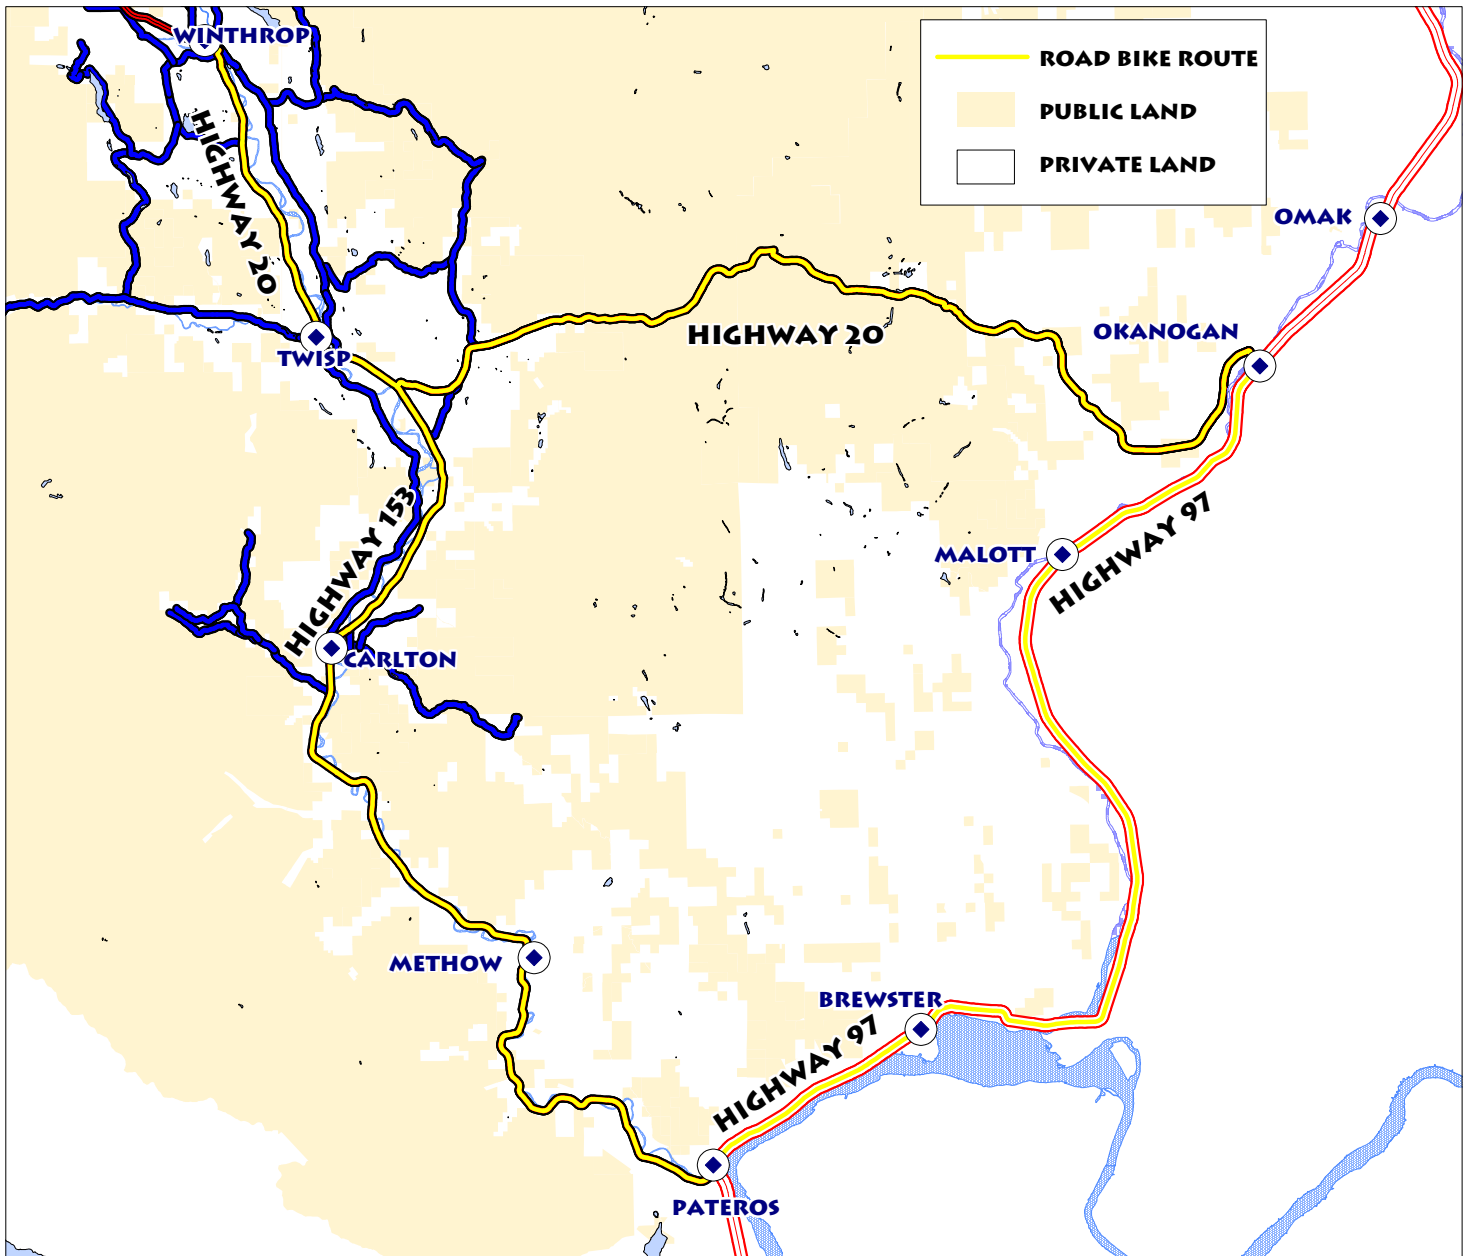 WINTHROP
ROAD BIKE ROUTE
PUBLIC LAND
PRIVATE LAND
HIGHWAY 20
OMAK
TWISP
HIGHWAY 20
OKANOGAN
HIGHWAY 153
MALOTT
HIGHWAY 97
CARLTON
METHOW
BREWSTER
HIGHWAY 97
PATEROS